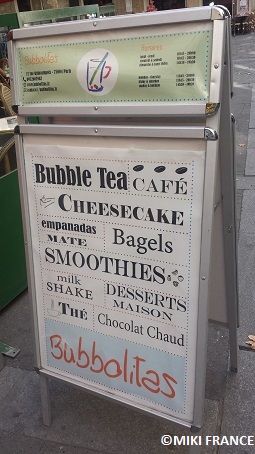 Bubbolitas
Bubble Tea
CAFÉ
CHEESECAKE
empanadas
MATE
Bagels
SMOOTHIES
milk
SHAKE
DESSERTS
MAISON
THÉ
Chocolat Chaud
Bubbolitas
©MIKI FRANCE